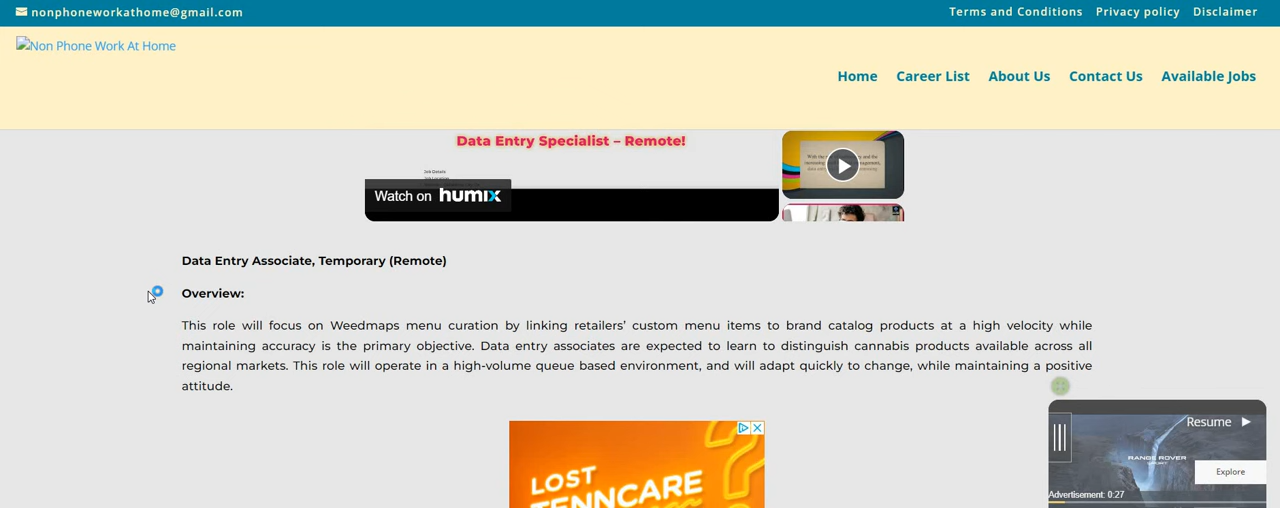 nonphoneworkathome@gmail.com
Terms and Conditions Privacy policy Disclaimer
Non Phone Work At Home
Home Career List About Us Contact Us Available Jobs
Data Entry Specialist – Remote!
Job Details
Watch on humix
Data Entry Associate, Temporary (Remote)
Overview:
This role will focus on Weedmaps menu curation by linking retailers’ custom menu items to brand catalog products at a high velocity while
maintaining accuracy is the primary objective. Data entry associates are expected to learn to distinguish cannabis products available across all
regional markets. This role will operate in a high-volume queue based environment, and will adapt quickly to change, while maintaining a positive
attitude.
LOST
TENNCARE
Resume
RANGE ROVER
Explore
Advertisement: 0:27